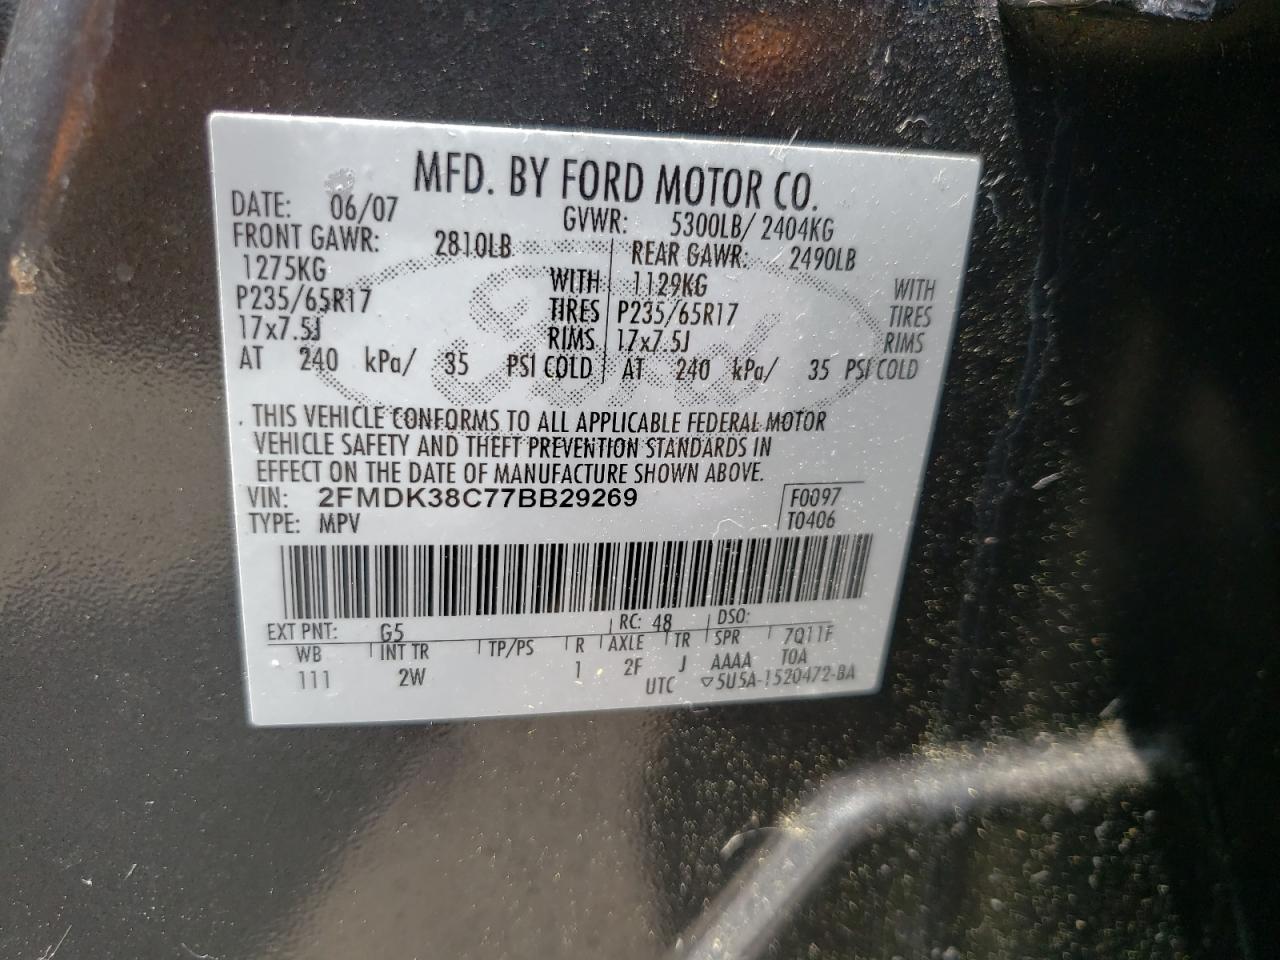 MFD. BY FORD MOTOR CO.
DATE: 06/07 GVWR: 5300LB/ 2404KG
FRONT GAWR: 2810LB REAR GAWR: 2490LB
1275KG WITH 1129KG WITH
P235/65R17 TIRES P235/65R17 TIRES
17x7.5J RIMS 17x7.5J RIMS
AT 240 kPa/ 35 PSI COLD AT 240 kPa/ 35 PSI COLD
THIS VEHICLE CONFORMS TO ALL APPLICABLE FEDERAL MOTOR
VEHICLE SAFETY AND THEFT PREVENTION STANDARDS IN
EFFECT ON THE DATE OF MANUFACTURE SHOWN ABOVE.
VIN: 2FMDK38C77BB29269 F0097
TYPE: MPV T0406
EXT PNT: G5 RC: 48 DSO:
WB INT TR TP/PS R AXLE TR SPR 7Q11F
111 2W 1 2F J AAAA T0A
UTC ▽5U5A-1520472-BA
Ford